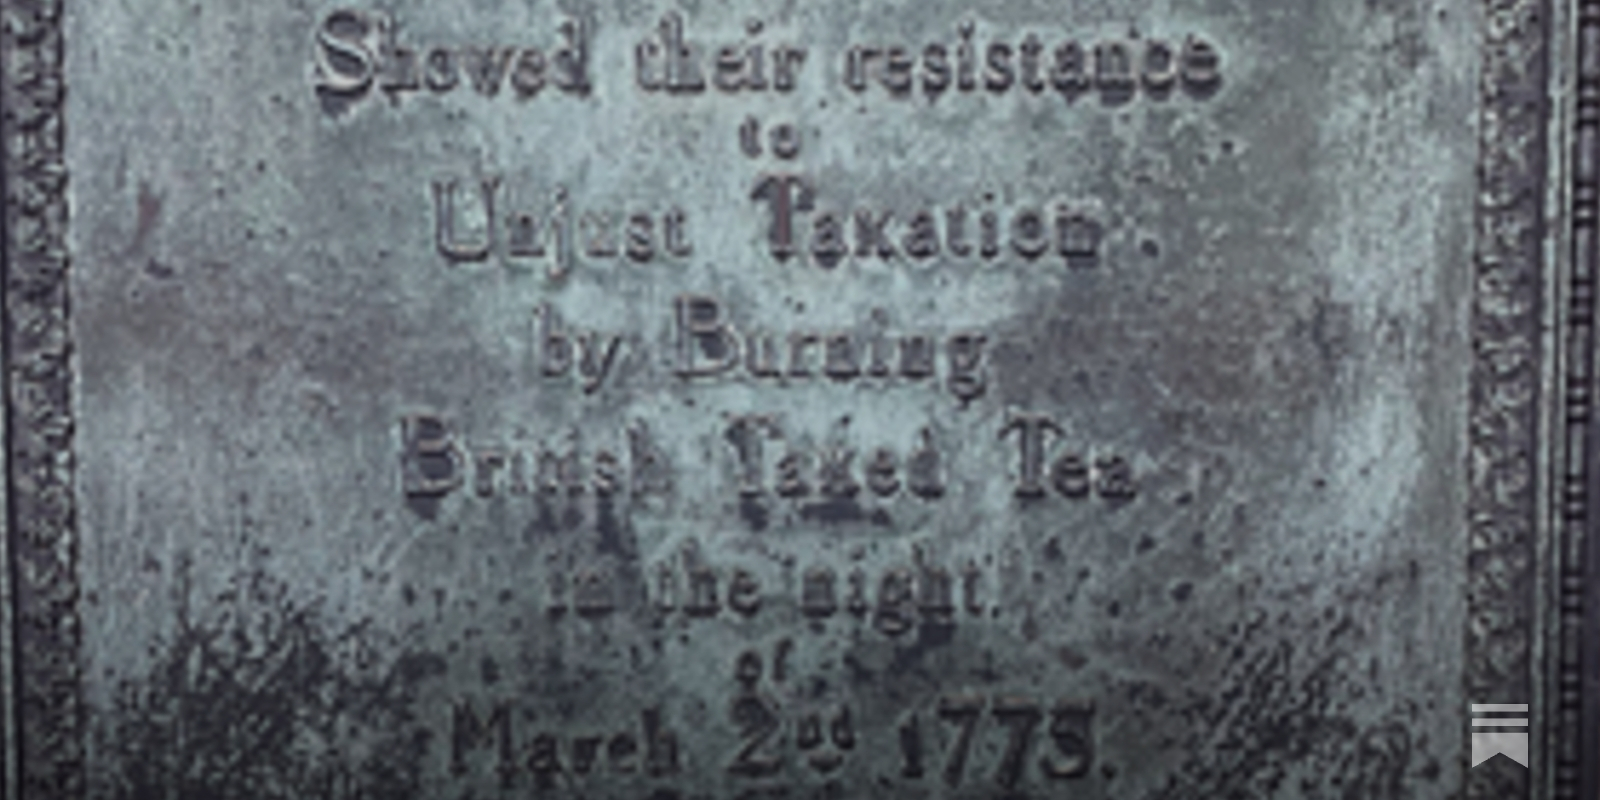 Showed their resistance
to
Unjust Taxation.
by Burning
British Taxed Tea
in the night
of
March 2nd 1775.